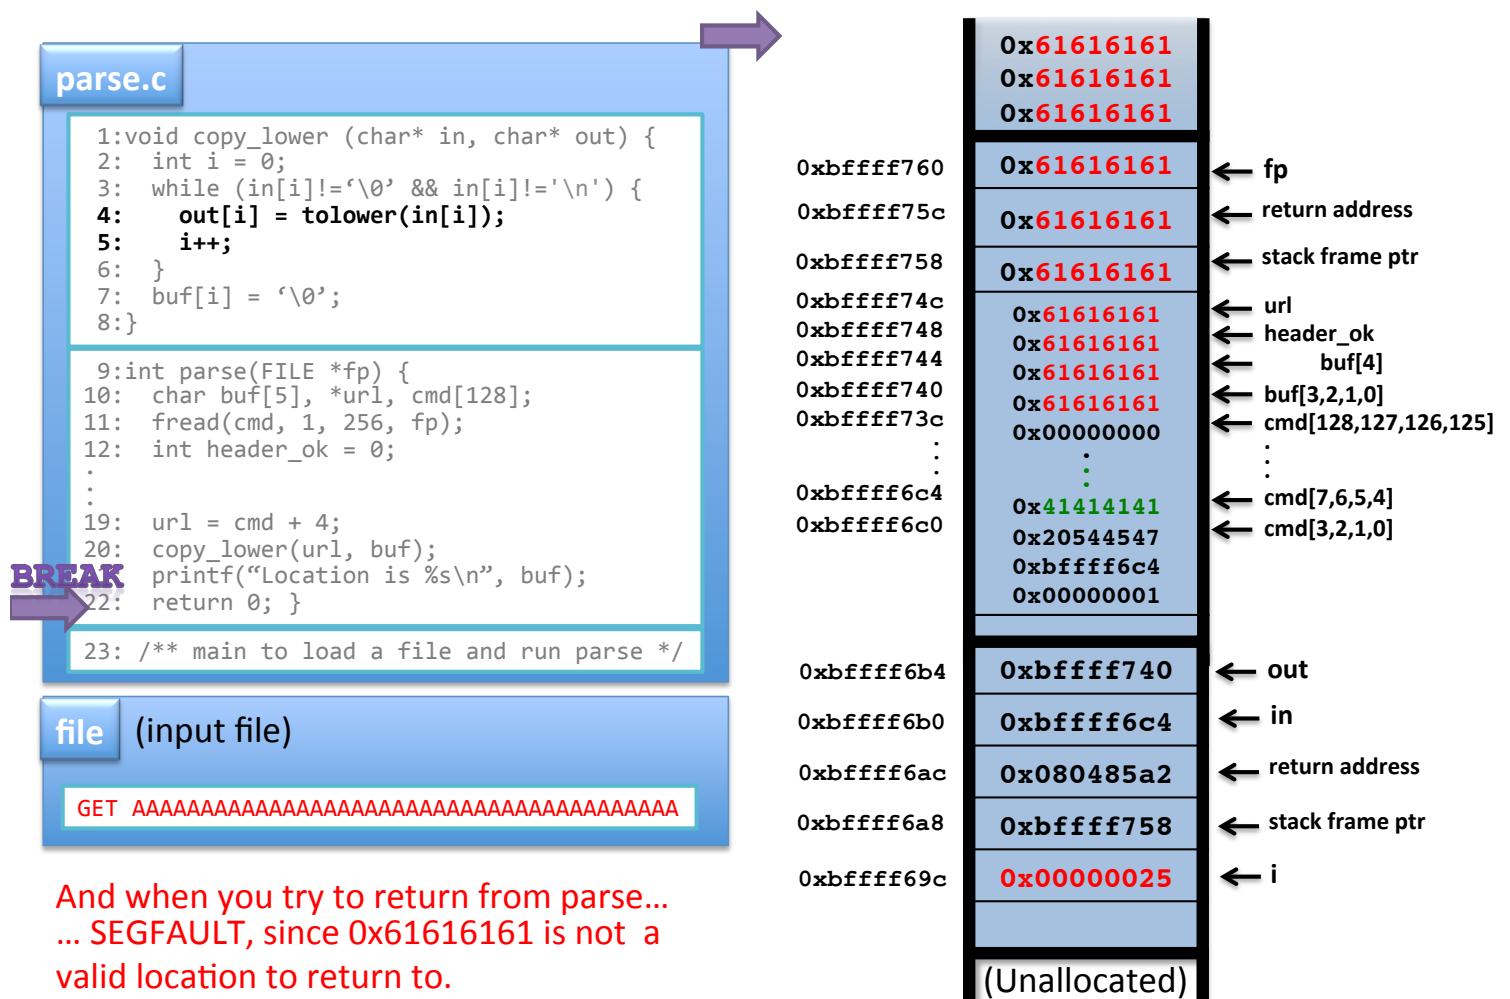 parse.c
1:void copy_lower (char* in, char* out) {
2:  int i = 0;
3:  while (in[i]!=‘\0’ && in[i]!='\n') {
4:    out[i] = tolower(in[i]);
5:    i++;
6:  }
7:  buf[i] = ‘\0’;
8:}
9:int parse(FILE *fp) {
10:  char buf[5], *url, cmd[128];
11:  fread(cmd, 1, 256, fp);
12:  int header_ok = 0;
.
.
19:  url = cmd + 4;
20:  copy_lower(url, buf);
BREAK printf(“Location is %s\n”, buf);
22:  return 0; }
23: /** main to load a file and run parse */
file (input file)
GET AAAAAAAAAAAAAAAAAAAAAAAAAAAAAAAAAAAAAAAA
And when you try to return from parse…
… SEGFAULT, since 0x61616161 is not a
valid location to return to.
0x61616161
0x61616161
0x61616161
0xbffff760 0x61616161 fp
0xbffff75c 0x61616161 return address
0xbffff758 0x61616161 stack frame ptr
0xbffff74c 0x61616161 url
0xbffff748 0x61616161 header_ok
0xbffff744 0x61616161 buf[4]
0xbffff740 0x61616161 buf[3,2,1,0]
0xbffff73c 0x00000000 cmd[128,127,126,125]
. . .
. . .
. . .
0xbffff6c4 0x41414141 cmd[7,6,5,4]
0xbffff6c0 0x20544547 cmd[3,2,1,0]
0xbffff6c4
0x00000001
0xbffff6b4 0xbffff740 out
0xbffff6b0 0xbffff6c4 in
0xbffff6ac 0x080485a2 return address
0xbffff6a8 0xbffff758 stack frame ptr
0xbffff69c 0x00000025 i
(Unallocated)